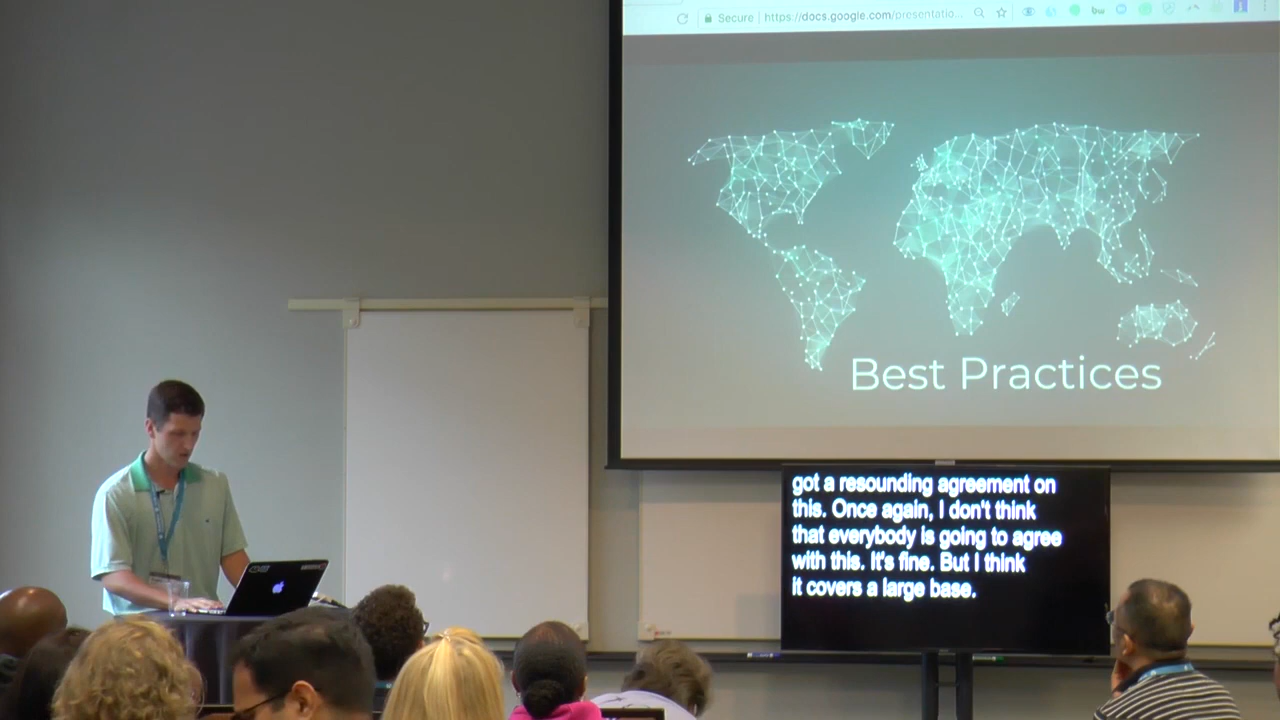 Secure https://docs.google.com/presentatio...
Best Practices
got a resounding agreement on
this. Once again, I don't think
that everybody is going to agree
with this. It's fine. But I think
it covers a large base.